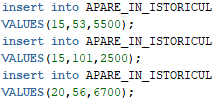 insert into APARE_IN_ISTORICUL
VALUES(15,53,5500);
insert into APARE_IN_ISTORICUL
VALUES(15,101,2500);
insert into APARE_IN_ISTORICUL
VALUES(20,56,6700);